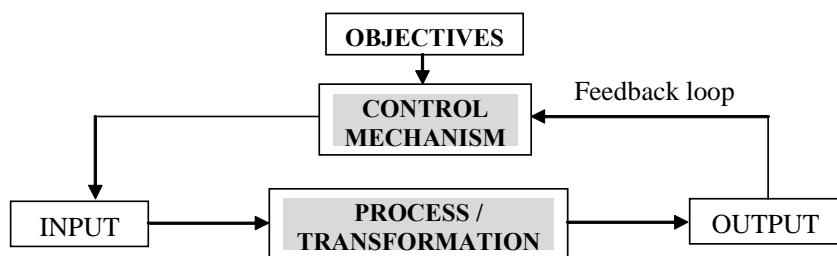 OBJECTIVES
Feedback loop
CONTROL
MECHANISM
INPUT
PROCESS /
TRANSFORMATION
OUTPUT